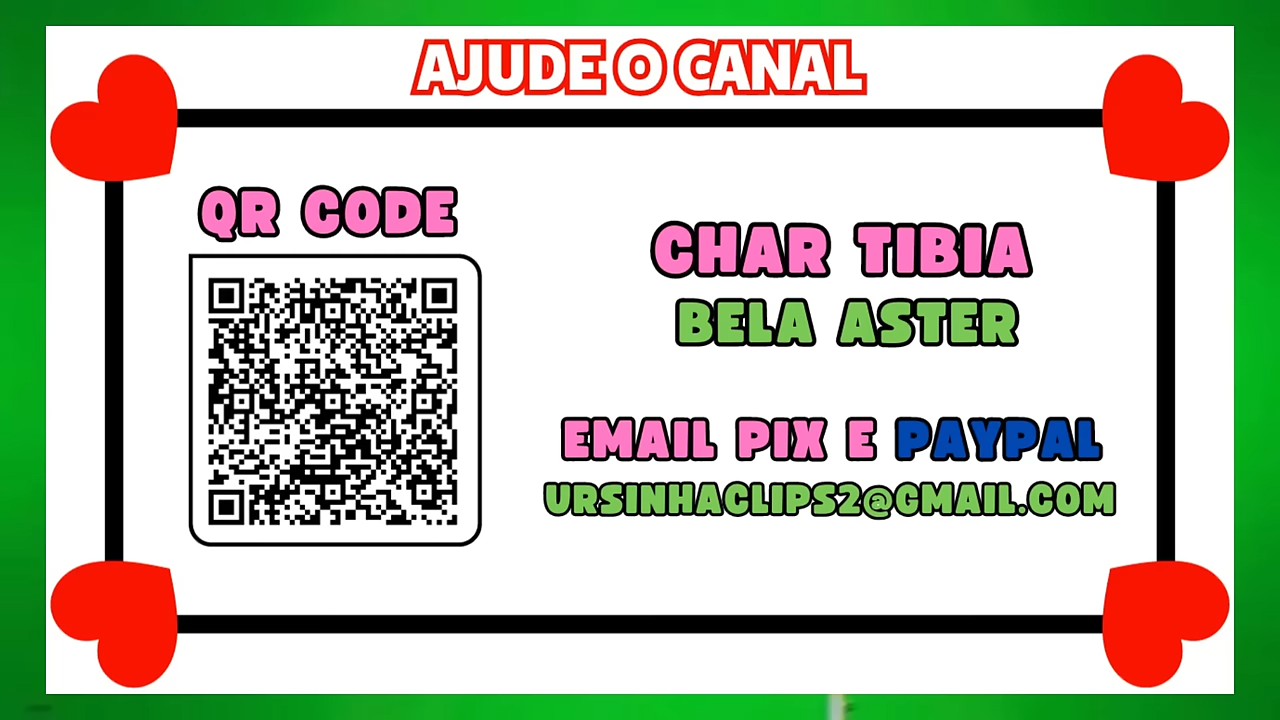 AJUDE O CANAL
QR CODE
CHAR TIBIA
BELA ASTER
EMAIL PIX E PAYPAL
URSINHACLIPS2@GMAIL.COM